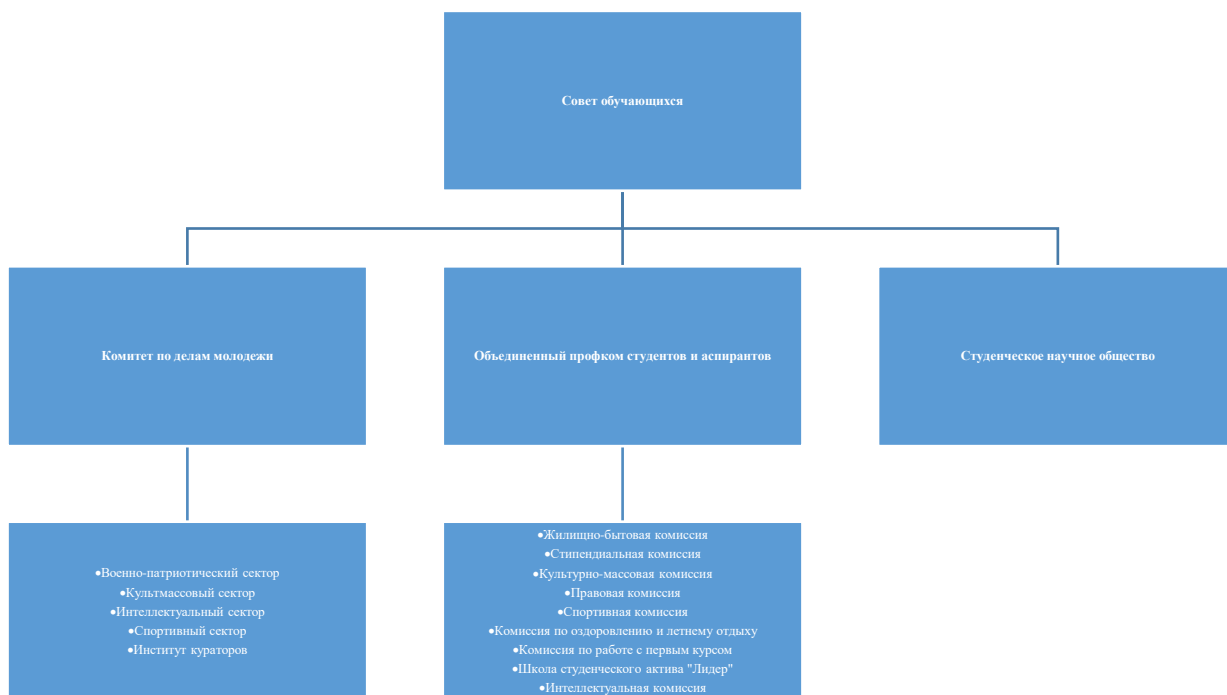 Совет обучающихся
Комитет по делам молодежи
Объединенный профком студентов и аспирантов
Студенческое научное общество
•Военно-патриотический сектор
•Культмассовый сектор
•Интеллектуальный сектор
•Спортивный сектор
•Институт кураторов
•Жилищно-бытовая комиссия
•Стипендиальная комиссия
•Культурно-массовая комиссия
•Правовая комиссия
•Спортивная комиссия
•Комиссия по оздоровлению и летнему отдыху
•Комиссия по работе с первым курсом
•Школа студенческого актива "Лидер"
•Интеллектуальная комиссия